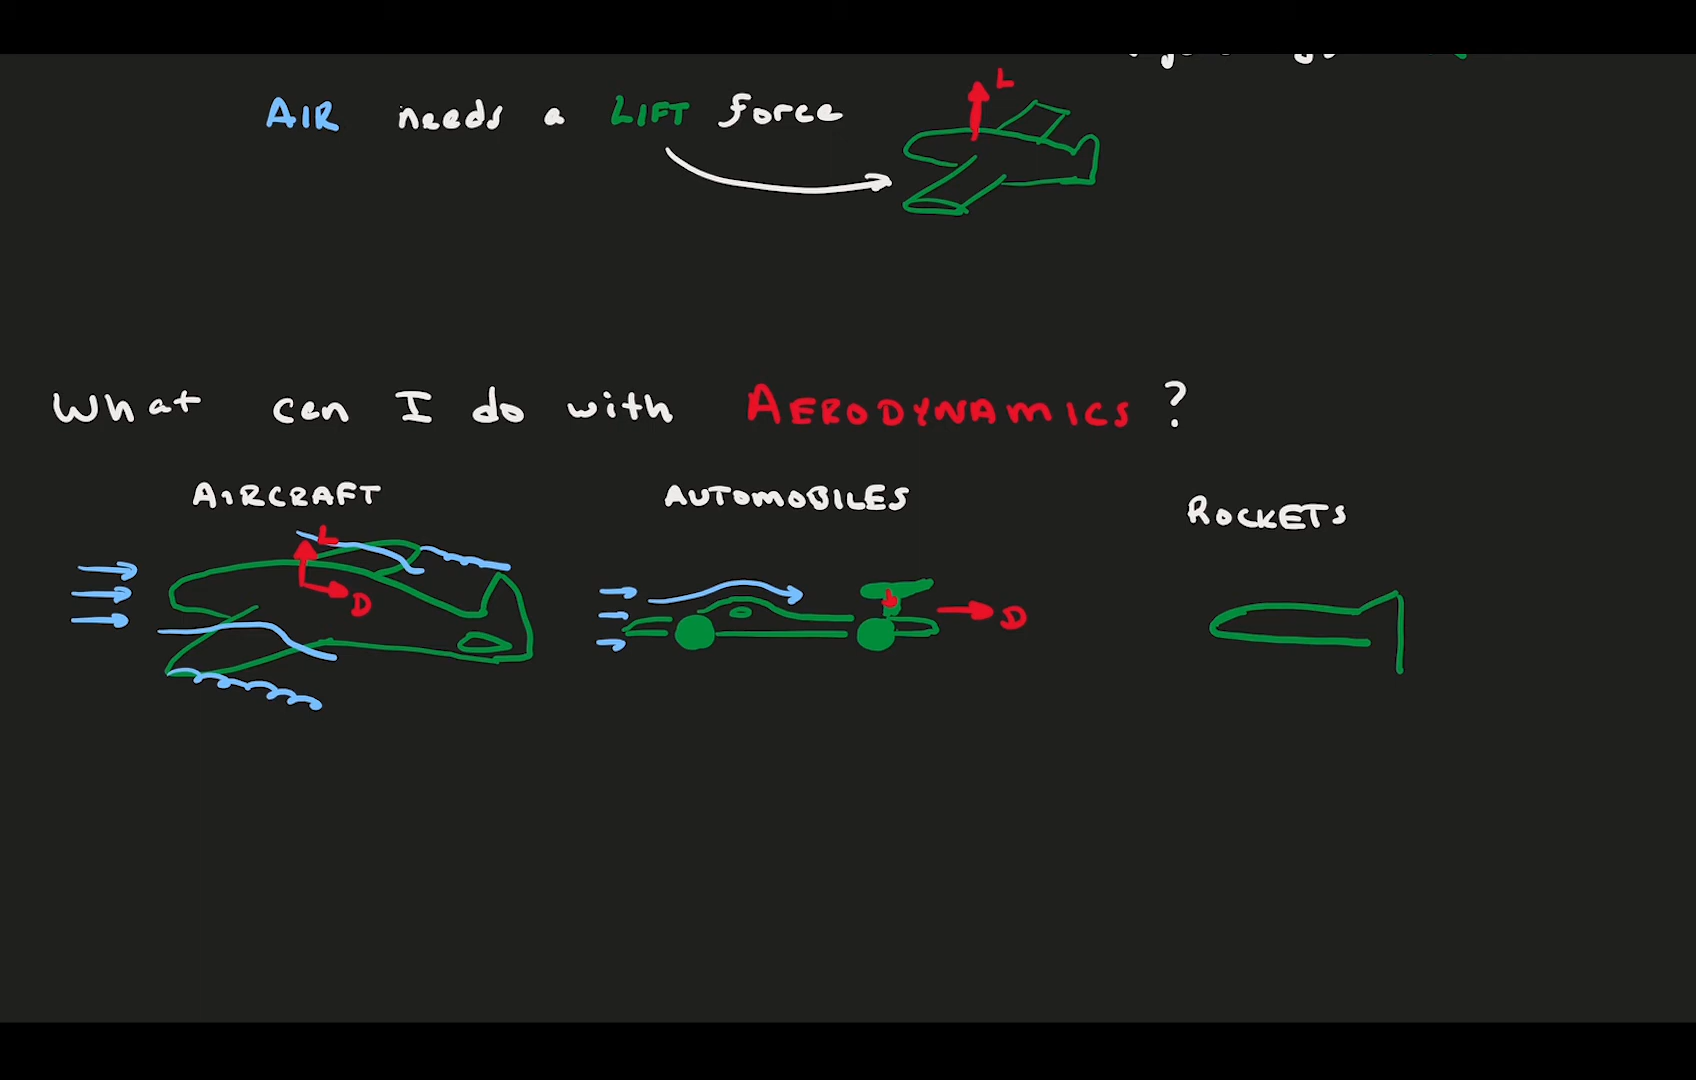 AIR needs a LIFT force
L
What can I do with AERODYNAMICS?
AIRCRAFT AUTOMOBILES ROCKETS
L
D
D